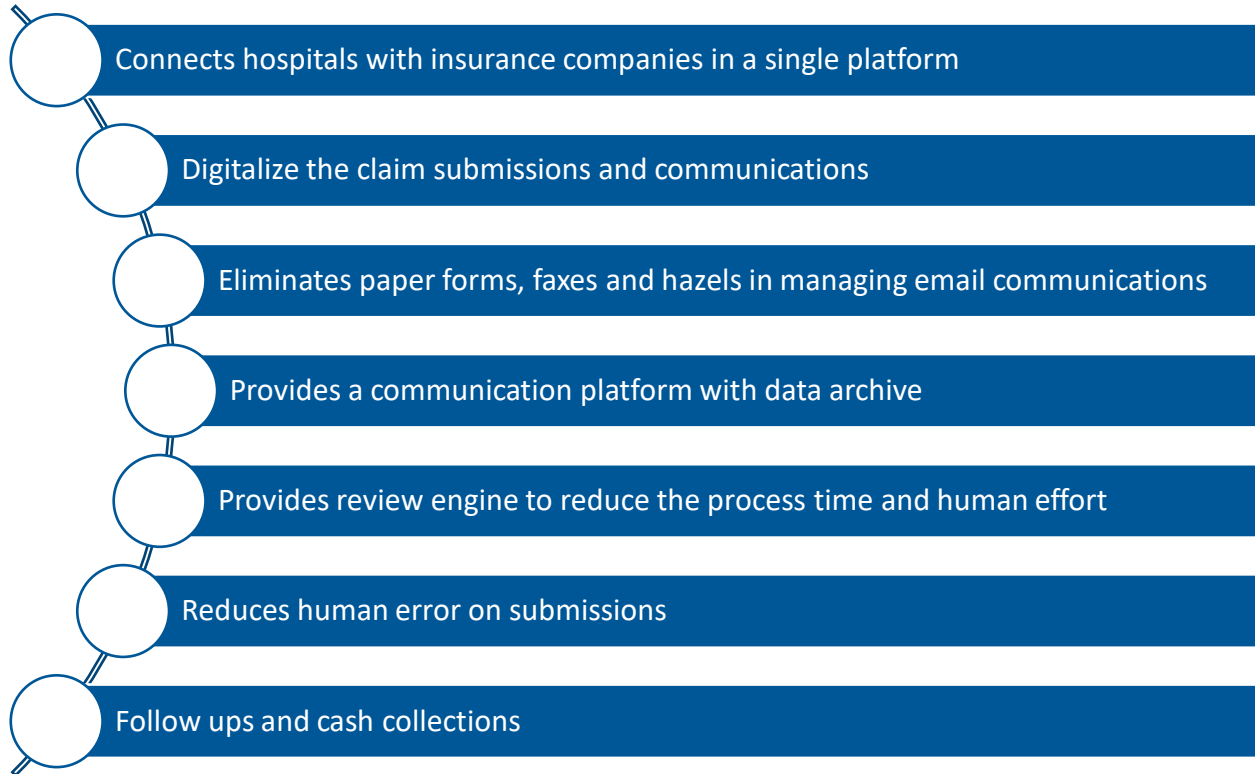 Connects hospitals with insurance companies in a single platform
Digitalize the claim submissions and communications
Eliminates paper forms, faxes and hazels in managing email communications
Provides a communication platform with data archive
Provides review engine to reduce the process time and human effort
Reduces human error on submissions
Follow ups and cash collections